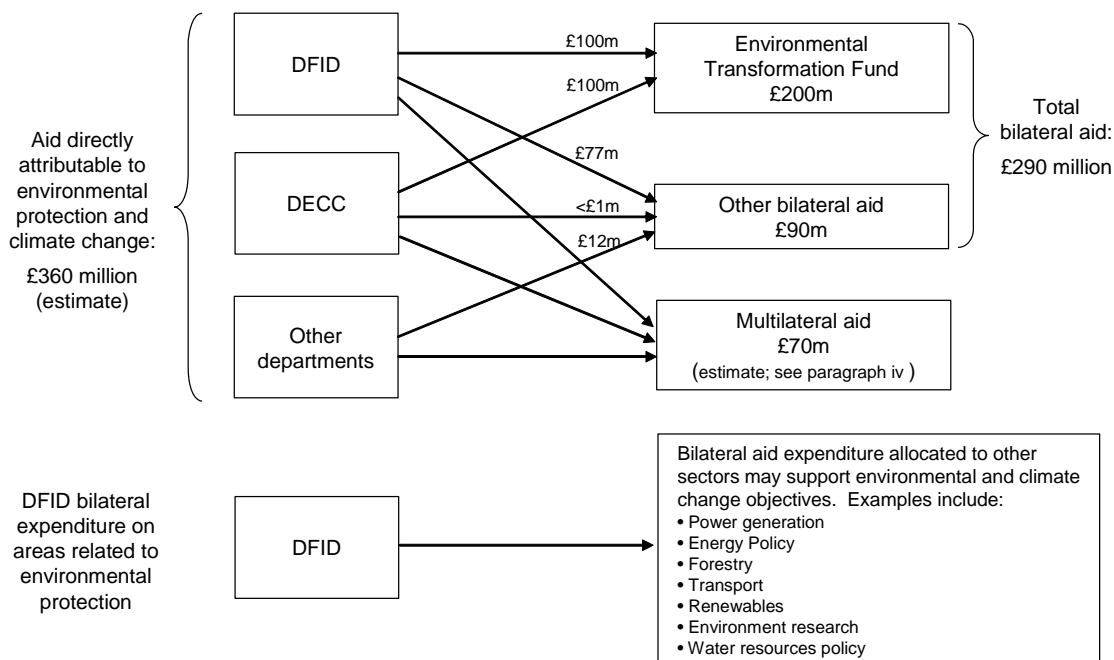 Aid directly
attributable to
environmental
protection and
climate change:
£360 million
(estimate)
DFID
DECC
Other
departments
£100m
£100m
£77m
<£1m
£12m
Environmental
Transformation Fund
£200m
Other bilateral aid
£90m
Multilateral aid
£70m
(estimate; see paragraph iv )
Total
bilateral aid:
£290 million
DFID bilateral
expenditure on
areas related to
environmental
protection
DFID
Bilateral aid expenditure allocated to other
sectors may support environmental and climate
change objectives. Examples include:
• Power generation
• Energy Policy
• Forestry
• Transport
• Renewables
• Environment research
• Water resources policy